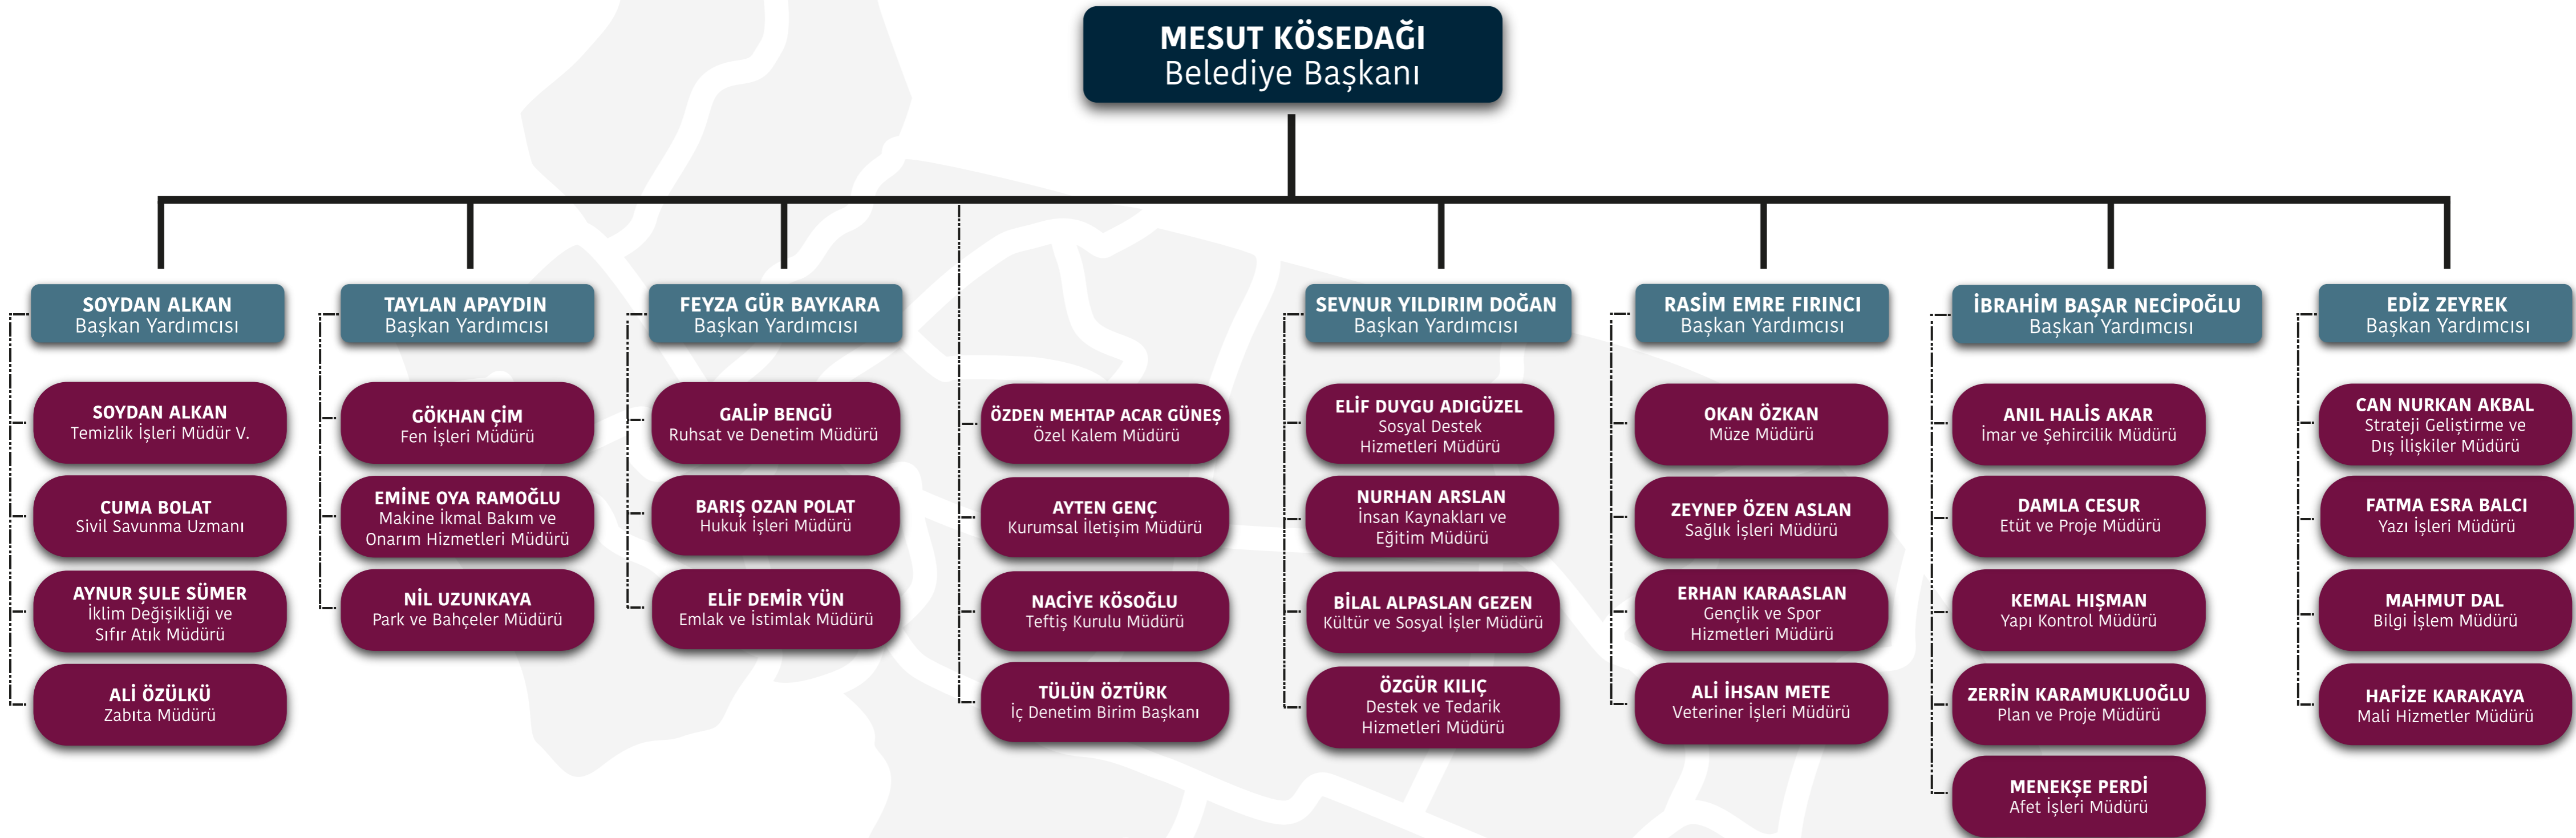 MESUT KÖSEDAĞI
Belediye Başkanı
SOYDAN ALKAN
Başkan Yardımcısı
SOYDAN ALKAN
Temizlik İşleri Müdür V.
CUMA BOLAT
Sivil Savunma Uzmanı
AYNUR ŞULE SÜMER
İklim Değişikliği ve
Sıfır Atık Müdürü
ALİ ÖZÜLKÜ
Zabıta Müdürü
TAYLAN APAYDIN
Başkan Yardımcısı
GÖKHAN ÇİM
Fen İşleri Müdürü
EMİNE OYA RAMOĞLU
Makine İkmal Bakım ve
Onarım Hizmetleri Müdürü
NİL UZUNKAYA
Park ve Bahçeler Müdürü
FEYZA GÜR BAYKARA
Başkan Yardımcısı
GALİP BENGÜ
Ruhsat ve Denetim Müdürü
BARIŞ OZAN POLAT
Hukuk İşleri Müdürü
ELİF DEMİR YÜN
Emlak ve İstimlak Müdürü
ÖZDEN MEHTAP ACAR GÜNEŞ
Özel Kalem Müdürü
AYTEN GENÇ
Kurumsal İletişim Müdürü
NACİYE KÖSOĞLU
Teftiş Kurulu Müdürü
TÜLÜN ÖZTÜRK
İç Denetim Birim Başkanı
SEVNUR YILDIRIM DOĞAN
Başkan Yardımcısı
ELİF DUYGU ADIGÜZEL
Sosyal Destek
Hizmetleri Müdürü
NURHAN ARSLAN
İnsan Kaynakları ve
Eğitim Müdürü
BİLAL ALPASLAN GEZEN
Kültür ve Sosyal İşler Müdürü
ÖZGÜR KILIÇ
Destek ve Tedarik
Hizmetleri Müdürü
RASİM EMRE FIRINCI
Başkan Yardımcısı
OKAN ÖZKAN
Müze Müdürü
ZEYNEP ÖZEN ASLAN
Sağlık İşleri Müdürü
ERHAN KARAASLAN
Gençlik ve Spor
Hizmetleri Müdürü
ALİ İHSAN METE
Veteriner İşleri Müdürü
İBRAHİM BAŞAR NECİPOĞLU
Başkan Yardımcısı
ANIL HALİS AKAR
İmar ve Şehircilik Müdürü
DAMLA CESUR
Etüt ve Proje Müdürü
KEMAL HIŞMAN
Yapı Kontrol Müdürü
ZERRİN KARAMUKLUOĞLU
Plan ve Proje Müdürü
MENEKŞE PERDİ
Afet İşleri Müdürü
EDİZ ZEYREK
Başkan Yardımcısı
CAN NURKAN AKBAL
Strateji Geliştirme ve
Dış İlişkiler Müdürü
FATMA ESRA BALCI
Yazı İşleri Müdürü
MAHMUT DAL
Bilgi İşlem Müdürü
HAFİZE KARAKAYA
Mali Hizmetler Müdürü